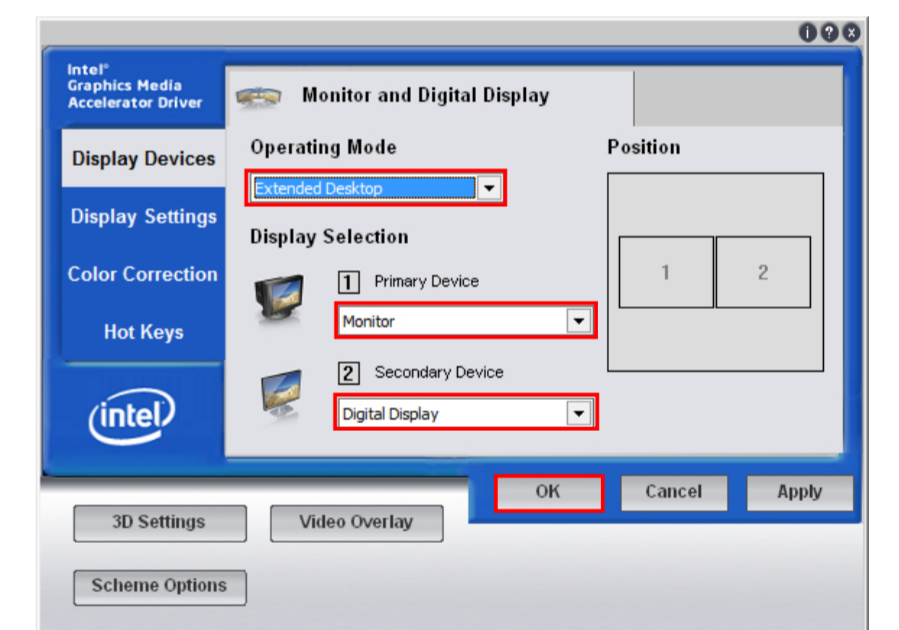 Intel®
Graphics Media
Accelerator Driver
Monitor and Digital Display
Display Devices
Display Settings
Color Correction
Hot Keys
intel
Operating Mode
Extended Desktop
Display Selection
1 Primary Device
Monitor
2 Secondary Device
Digital Display
Position
1 2
OK Cancel Apply
3D Settings Video Overlay
Scheme Options